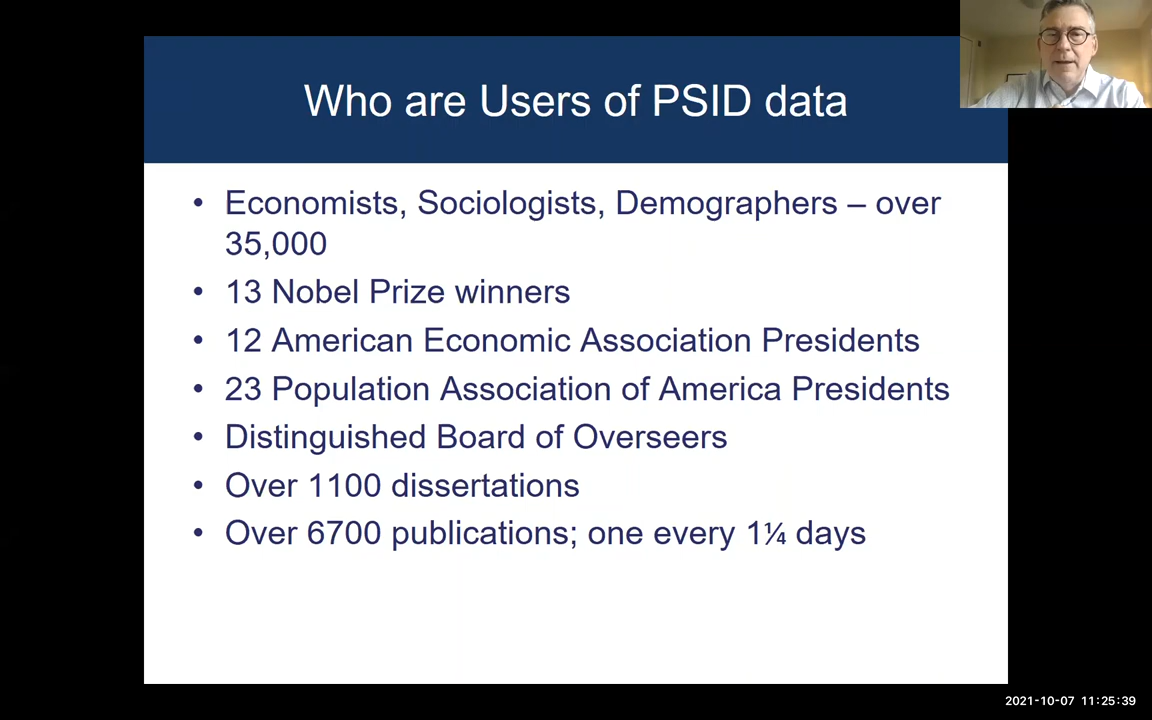 Who are Users of PSID data
• Economists, Sociologists, Demographers – over
35,000
• 13 Nobel Prize winners
• 12 American Economic Association Presidents
• 23 Population Association of America Presidents
• Distinguished Board of Overseers
• Over 1100 dissertations
• Over 6700 publications; one every 1¼ days
2021-10-07 11:25:39